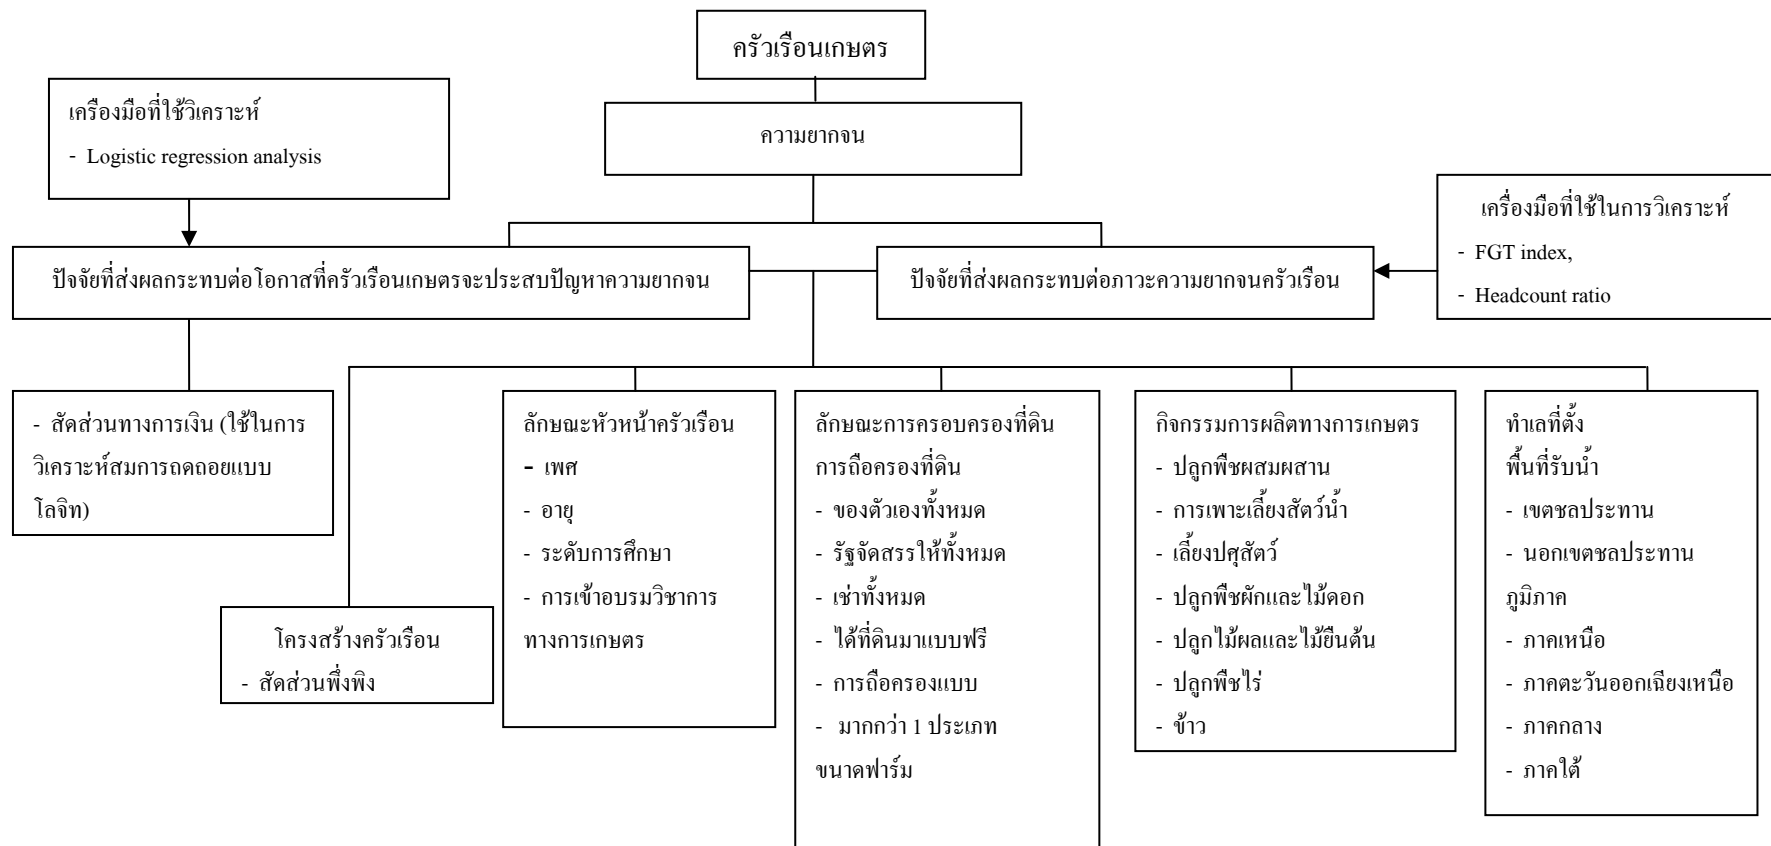 ครัวเรือนเกษตร
ความยากจน
เครื่องมือที่ใช้วิเคราะห์
- Logistic regression analysis
เครื่องมือที่ใช้ในการวิเคราะห์
- FGT index,
- Headcount ratio
ปัจจัยที่ส่งผลกระทบต่อโอกาสที่ครัวเรือนเกษตรจะประสบปัญหาความยากจน
ปัจจัยที่ส่งผลกระทบต่อภาวะความยากจนครัวเรือน
- สัดส่วนทางการเงิน (ใช้ในการ
วิเคราะห์สมการถดถอยแบบ
โลจิท)
โครงสร้างครัวเรือน
- สัดส่วนพึ่งพิง
ลักษณะหัวหน้าครัวเรือน
- เพศ
- อายุ
- ระดับการศึกษา
- การเข้าอบรมวิชาการ
ทางการเกษตร
ลักษณะการครอบครองที่ดิน
การถือครองที่ดิน
- ของตัวเองทั้งหมด
- รัฐจัดสรรให้ทั้งหมด
- เช่าทั้งหมด
- ได้ที่ดินมาแบบฟรี
- การถือครองแบบ
- มากกว่า 1 ประเภท
ขนาดฟาร์ม
กิจกรรมการผลิตทางการเกษตร
- ปลูกพืชผสมผสาน
- การเพาะเลี้ยงสัตว์น้ำ
- เลี้ยงปศุสัตว์
- ปลูกพืชผักและไม้ดอก
- ปลูกไม้ผลและไม้ยืนต้น
- ปลูกพืชไร่
- ข้าว
ทำเลที่ตั้ง
พื้นที่รับน้ำ
- เขตชลประทาน
- นอกเขตชลประทาน
ภูมิภาค
- ภาคเหนือ
- ภาคตะวันออกเฉียงเหนือ
- ภาคกลาง
- ภาคใต้